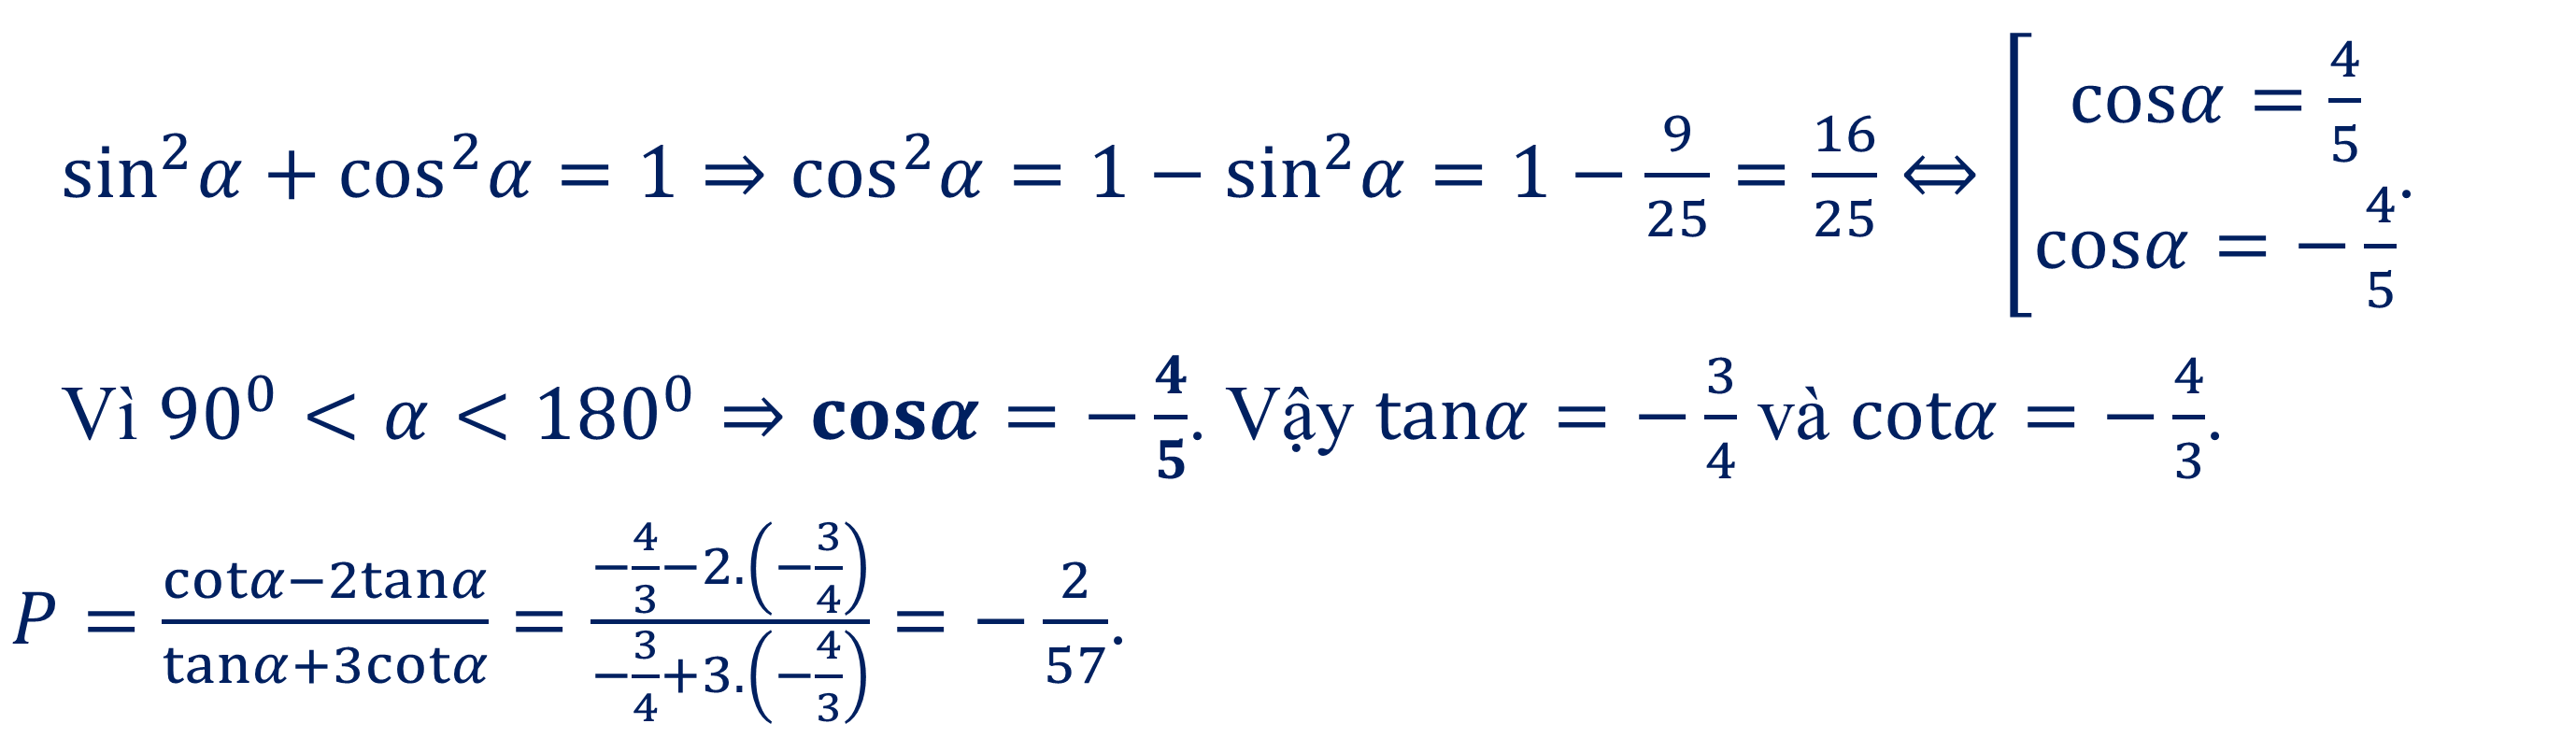 sin²α + cos²α = 1 ⇒ cos²α = 1 − sin²α = 1 − 9/25 = 16/25 ⇔ [cosα = 4/5 cosα = −4/5.
Vì 90⁰ < α < 180⁰ ⇒ cosα = −4/5. Vậy tanα = −3/4 và cotα = −4/3.
P = (cotα−2tanα)/(tanα+3cotα) = (−4/3−2.(−3/4))/(−3/4+3.(−4/3)) = −2/57.